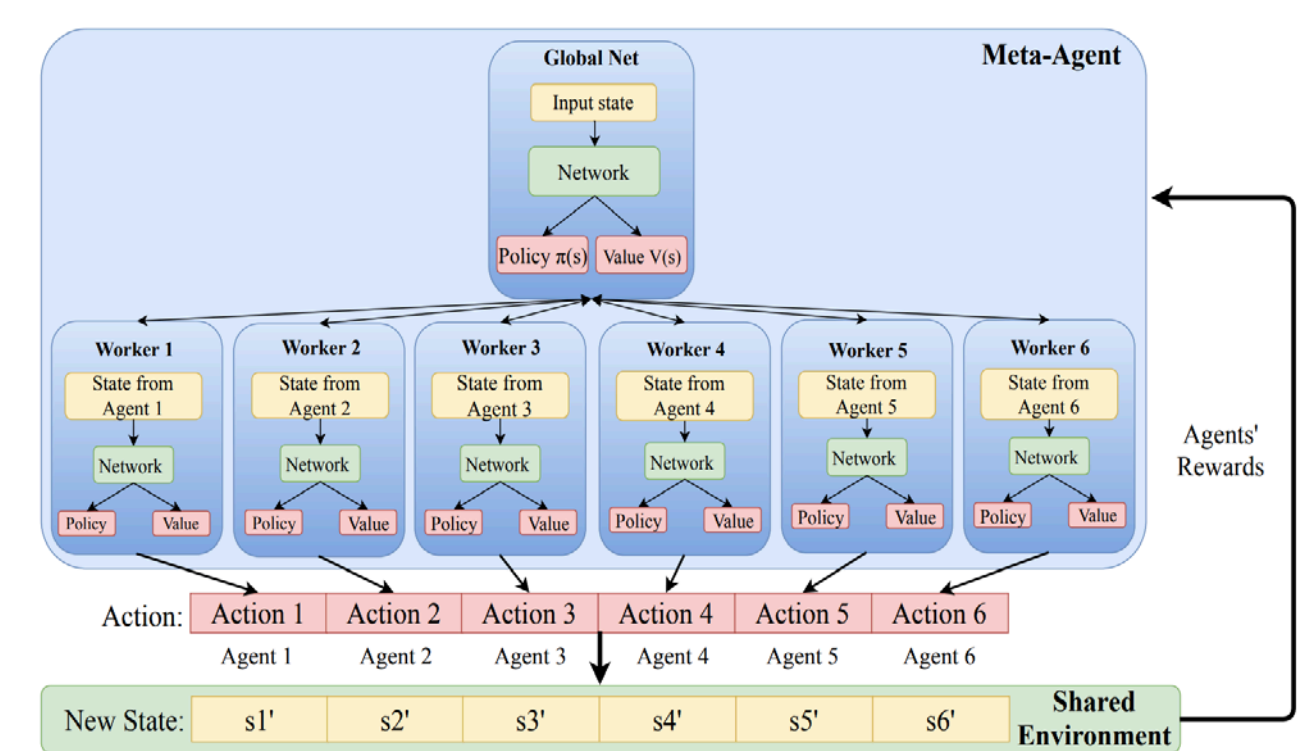 Meta-Agent
Global Net
Input state
Network
Policy π(s)
Value V(s)
Worker 1
State from
Agent 1
Network
Policy
Value
Worker 2
State from
Agent 2
Network
Policy
Value
Worker 3
State from
Agent 3
Network
Policy
Value
Worker 4
State from
Agent 4
Network
Policy
Value
Worker 5
State from
Agent 5
Network
Policy
Value
Worker 6
State from
Agent 6
Network
Policy
Value
Agents'
Rewards
Action: Action 1 Action 2 Action 3 Action 4 Action 5 Action 6
Agent 1 Agent 2 Agent 3 Agent 4 Agent 5 Agent 6
New State: s1' s2' s3' s4' s5' s6'
Shared
Environment